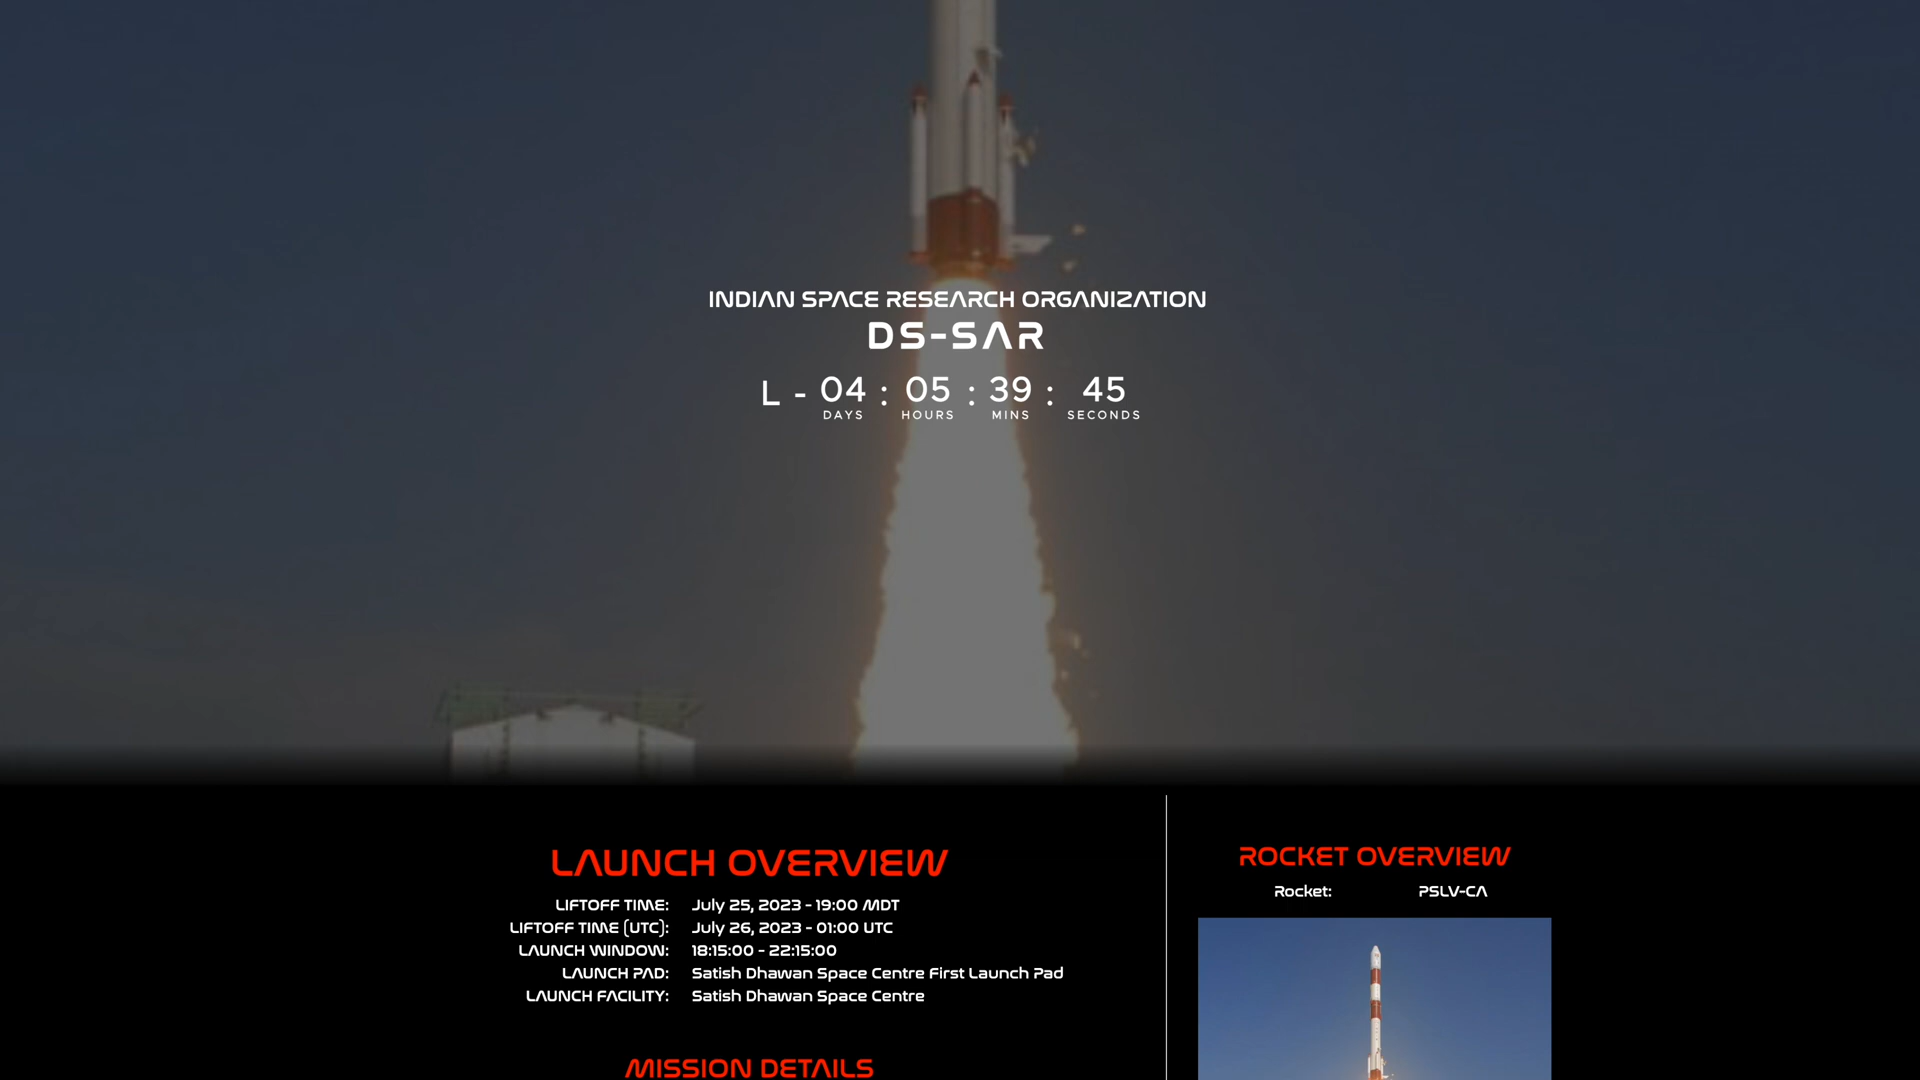 INDIAN SPACE RESEARCH ORGANIZATION
DS-SAR
L - 04 : 05 : 39 : 45
DAYS HOURS MINS SECONDS
LAUNCH OVERVIEW
LIFTOFF TIME: July 25, 2023 - 19:00 MDT
LIFTOFF TIME (UTC): July 26, 2023 - 01:00 UTC
LAUNCH WINDOW: 18:15:00 - 22:15:00
LAUNCH PAD: Satish Dhawan Space Centre First Launch Pad
LAUNCH FACILITY: Satish Dhawan Space Centre
MISSION DETAILS
ROCKET OVERVIEW
Rocket: PSLV-CA